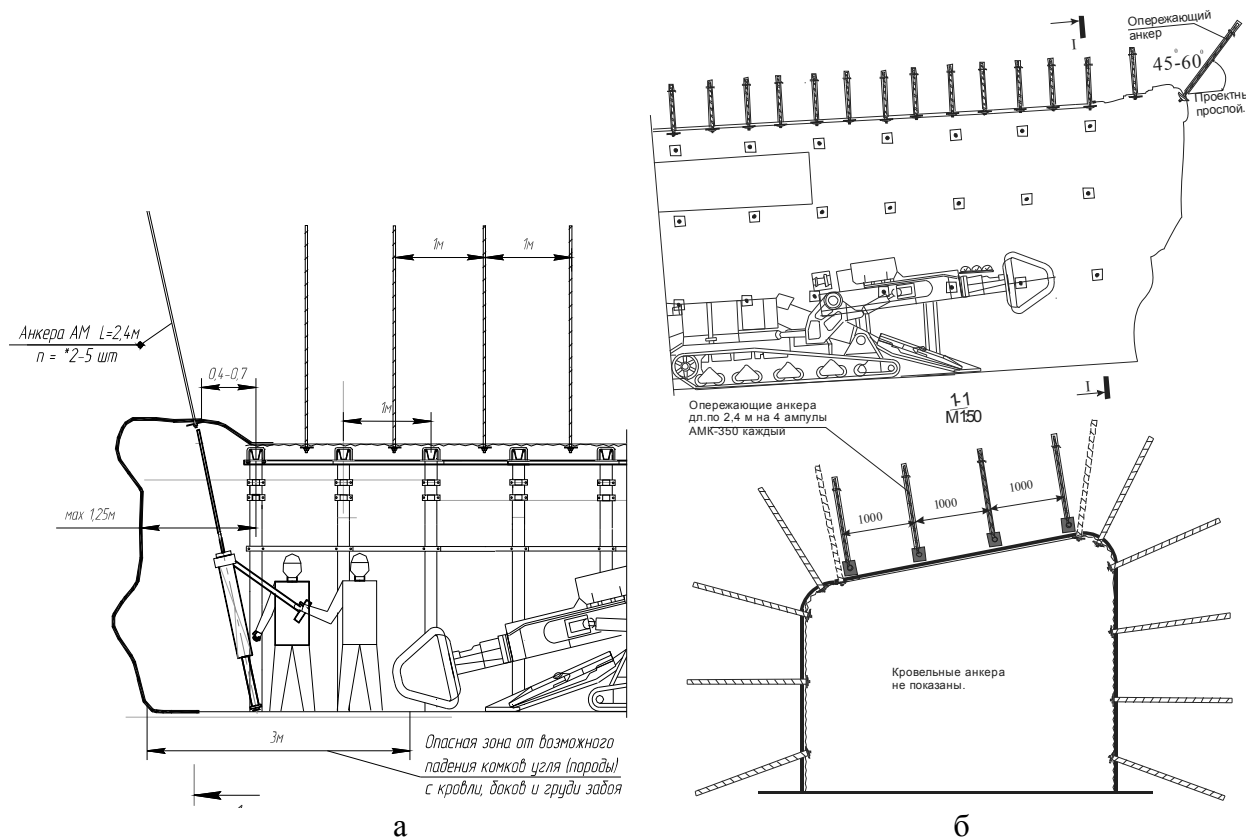 Анкера АМ L=2,4м
n = *2-5 шт
0,4-0,7
1м
1м
1м
max 1,25м
3м
Опасная зона от возможного
падения комков угля (породы)
с кровли, боков и груди забоя
а
I
Опережающий
анкер
45-60°
Проектны
прослой.
I
Опережающие анкера
дл.по 2,4 м на 4 ампулы
АМК-350 каждый
1-1
М150
1000
1000
1000
Кровельные анкера
не показаны.
б